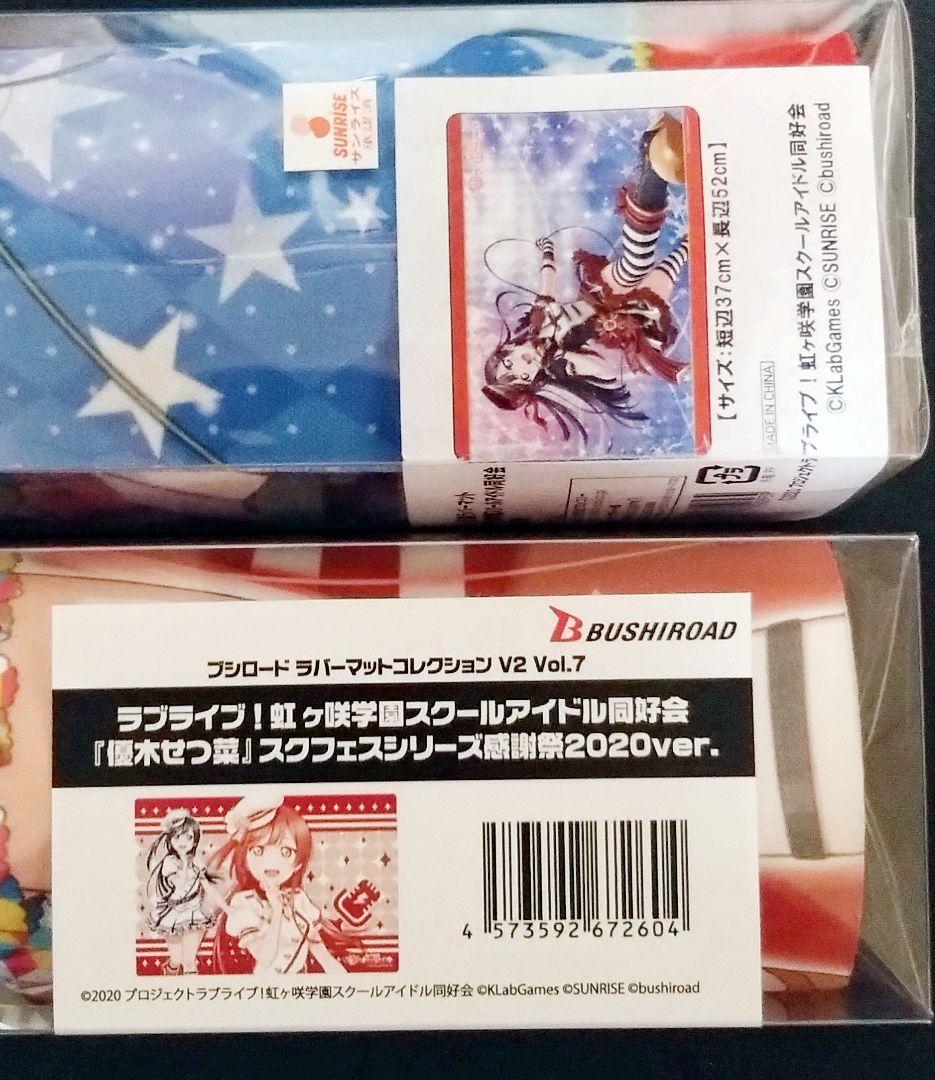 SUNRISE
サンライズ
承認済
【サイズ:短辺37cm×長辺52cm】
MADE IN CHINA
ブライブ！虹ヶ咲学園スクールアイドル同好会
©KLabGames ©SUNRISE ©bushiroad
BUSHIROAD
ブシロード ラバーマットコレクション V2 Vol.7
ラブライブ！虹ヶ咲学園スクールアイドル同好会
『優木せつ菜』スクフェスシリーズ感謝祭2020ver.
4 573592 672604
©2020 プロジェクトラブライブ！虹ヶ咲学園スクールアイドル同好会 ©KLabGames ©SUNRISE ©bushiroad